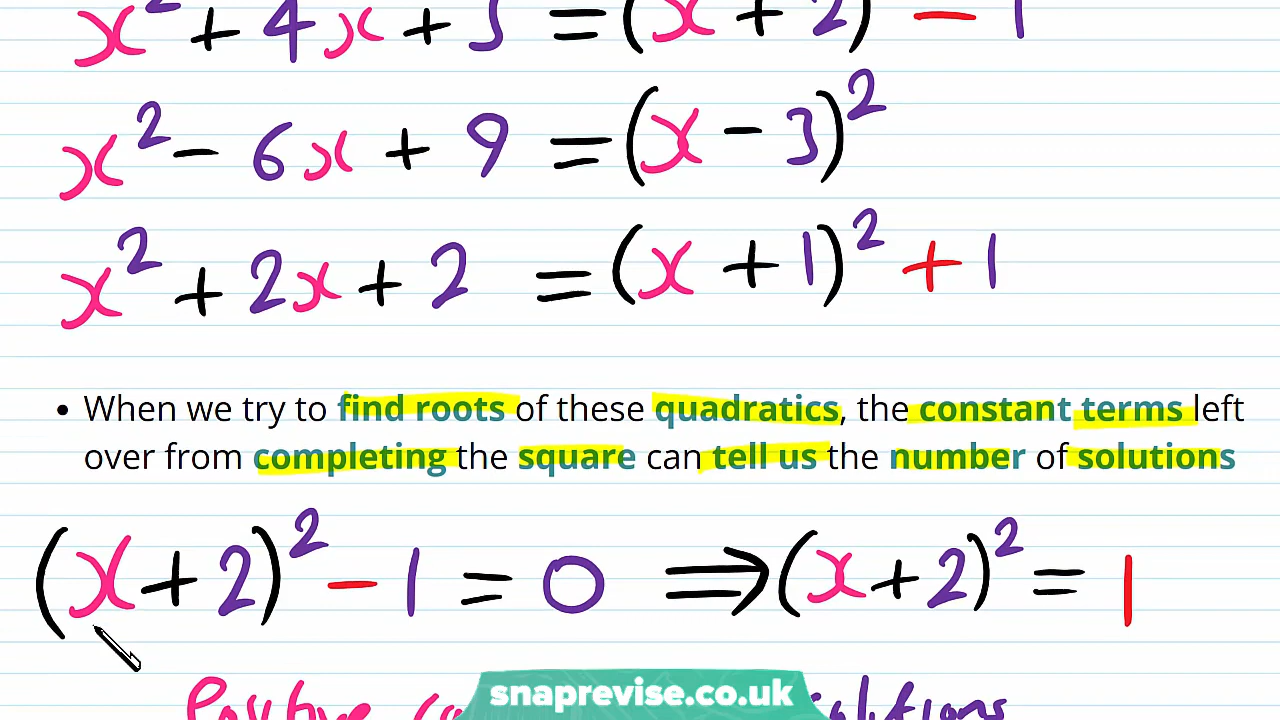 x² + 4x + 3 = (x + 2)² - 1
x² - 6x + 9 = (x - 3)²
x² + 2x + 2 = (x + 1)² + 1
• When we try to find roots of these quadratics, the constant terms left
over from completing the square can tell us the number of solutions
(x + 2)² - 1 = 0 ⟹ (x + 2)² = 1
Positive
snaprevise.co.uk